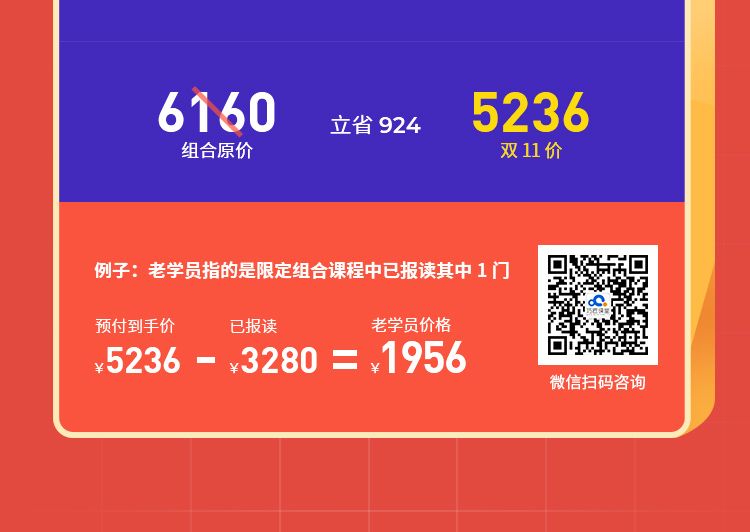 6160 立省 924 5236
组合原价 双 11 价
例子：老学员指的是限定组合课程中已报读其中 1 门
预付到手价 已报读 老学员价格
¥5236 - ¥3280 = ¥1956
微信扫码咨询